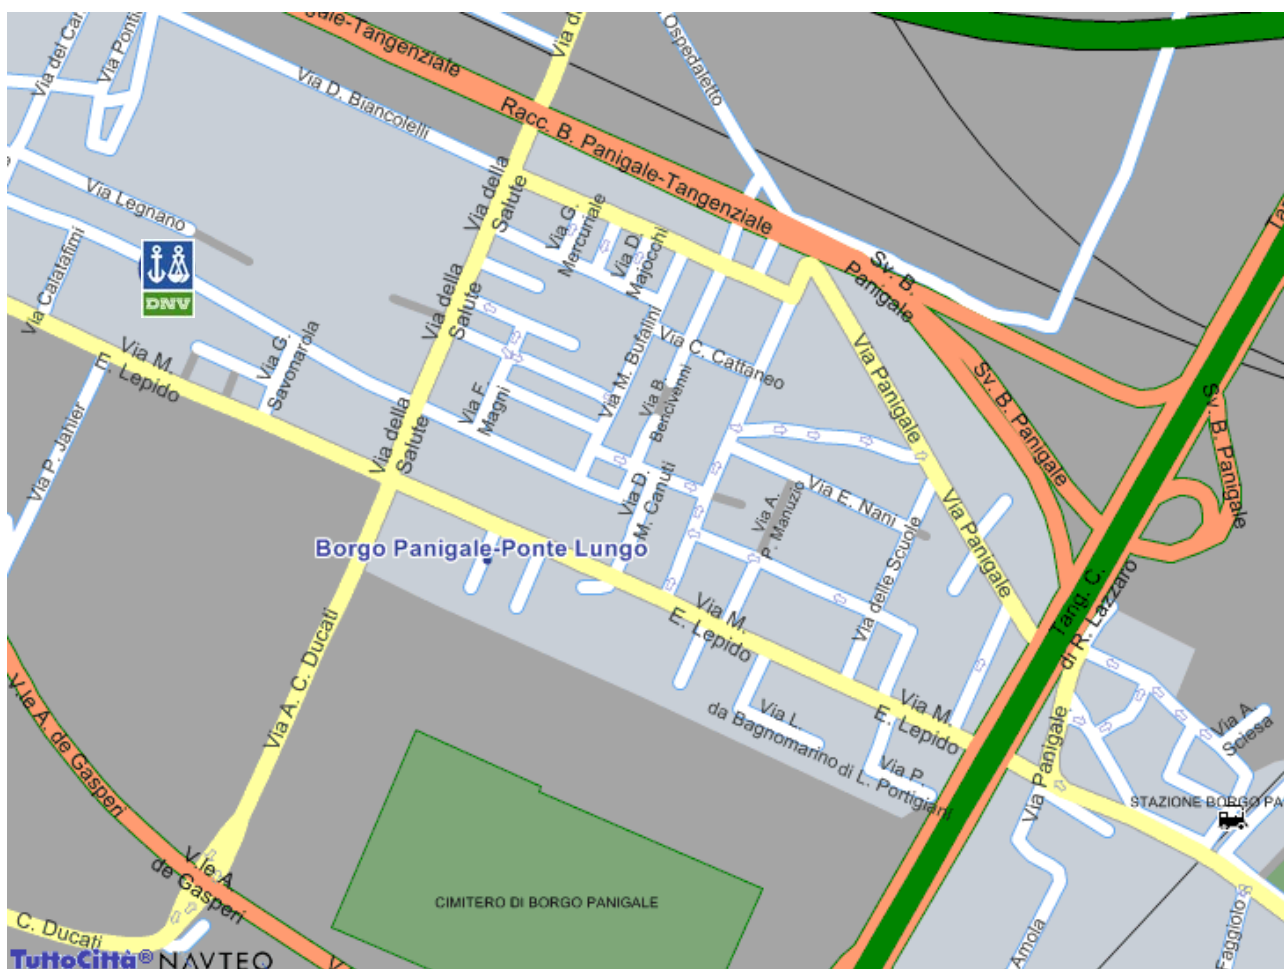 Via del Car
Via Ponti
gale-Tangenziale
Via d
Ospedaletto
Via D. Biancolelli
Racc. B. Panigale-Tangenziale
Via Legnano
Via della
Salute
Via G.
Mercuriale
Via D.
Majocchi
Sv. B.
Panigale
Via Calatafimi
DNV
Via della
Salute
Via M.
E. Lepido
Via G.
Savonarola
Via M. Bufalini
Via C. Cattaneo
Via Panigale
Via B.
Bencivenni
Sv. B. Panigale
Sv. B. Panigale
Via P. Jahier
Via della
Salute
Via F.
Magni
Via D.
M. Canuti
Via A.
P. Manuzio
Via E. Nani
Via Panigale
Borgo Panigale-Ponte Lungo
Via delle Scuole
Via M.
E. Lepido
Tang. C.
di R. Lazzaro
V.le A. de Gasperi
Via A. C. Ducati
Via L.
da Bagnomarino
Via M.
E. Lepido
Via P.
di L. Portigiani
Via Panigale
Via A.
Sciesa
STAZIONE BORGO PA
V.le A.
de Gasperi
CIMITERO DI BORGO PANIGALE
C. Ducati
Amola
Faggiolo
TuttoCittà® NAVTEQ